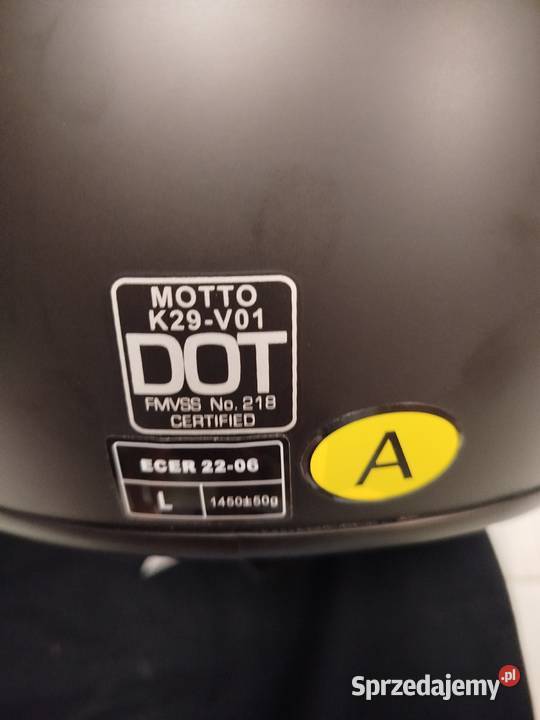 MOTTO
K29-V01
DOT
FMVSS No. 218
CERTIFIED
ECER 22-06
L
1450±50g
A
Sprzedajemy.pl